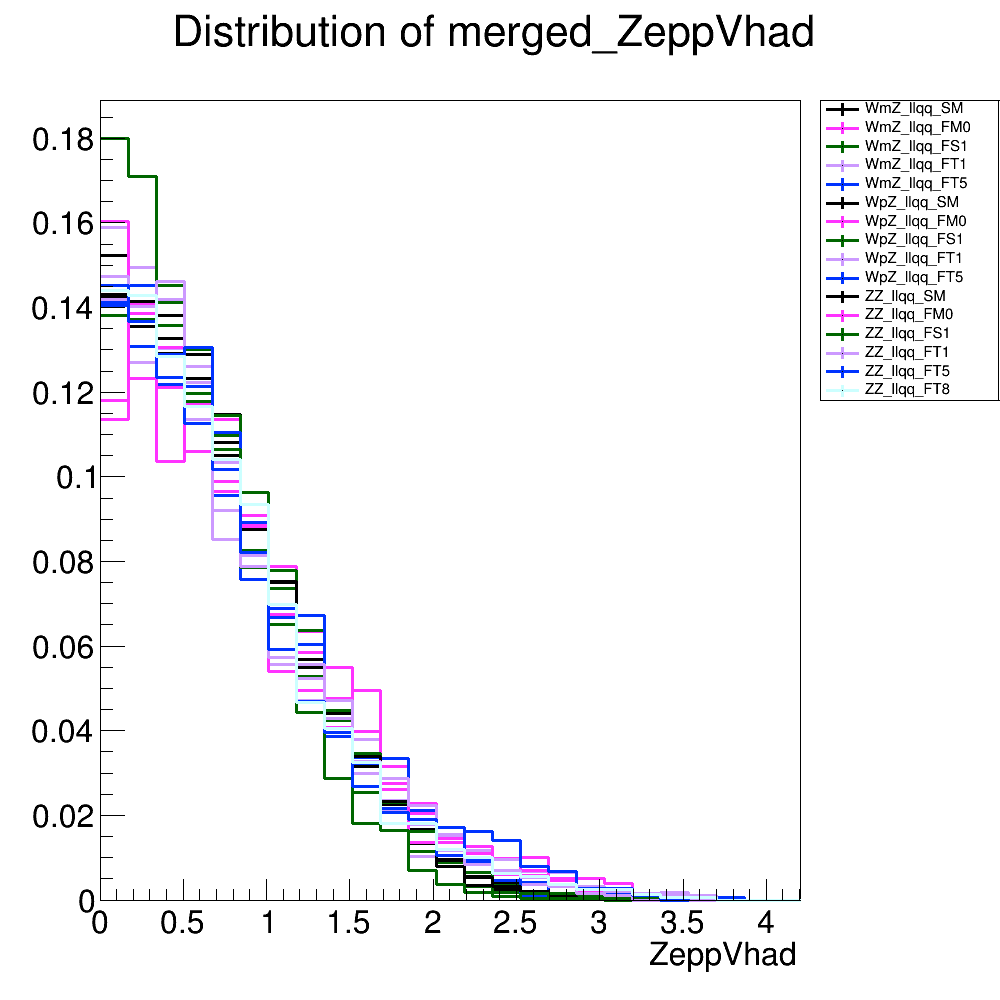 Distribution of merged_ZeppVhad
WmZ_llqq_SM
WmZ_llqq_FM0
WmZ_llqq_FS1
WmZ_llqq_FT1
WmZ_llqq_FT5
WpZ_llqq_SM
WpZ_llqq_FM0
WpZ_llqq_FS1
WpZ_llqq_FT1
WpZ_llqq_FT5
ZZ_llqq_SM
ZZ_llqq_FM0
ZZ_llqq_FS1
ZZ_llqq_FT1
ZZ_llqq_FT5
ZZ_llqq_FT8
0.18
0.16
0.14
0.12
0.1
0.08
0.06
0.04
0.02
0
0 0.5 1 1.5 2 2.5 3 3.5 4
ZeppVhad